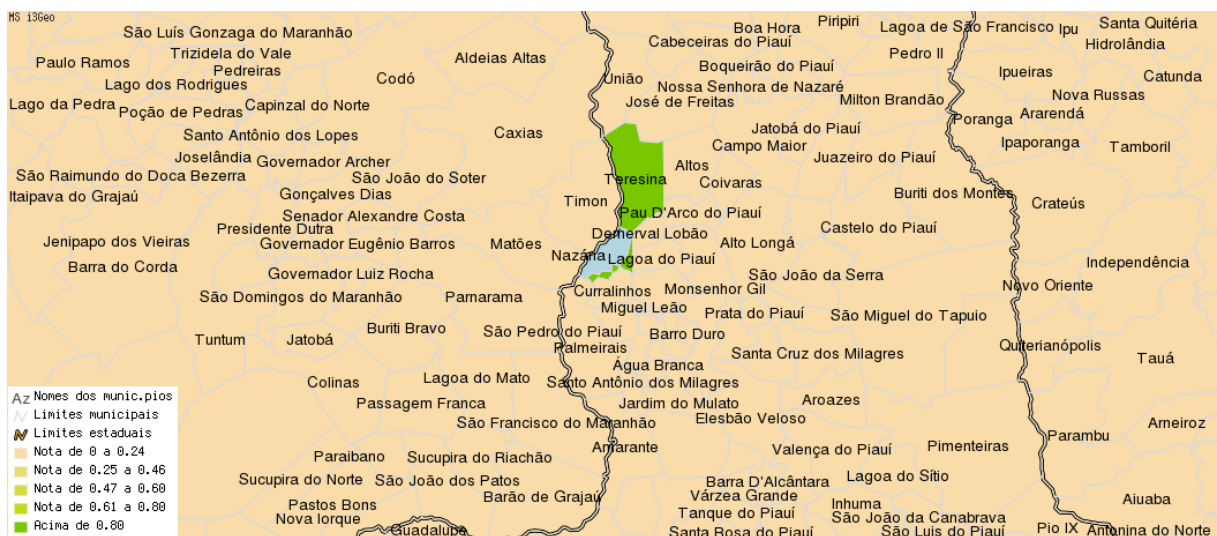 MS i3Geo
Piripiri
Lagoa de São Francisco
Ipu
Santa Quitéria
Boa Hora
São Luís Gonzaga do Maranhão
Cabeceiras do Piauí
Hidrolândia
Trizidela do Vale
Pedro II
Aldeias Altas
Paulo Ramos
Boqueirão do Piauí
Pedreiras
Ipueiras
Catunda
Codó
União
Lago dos Rodrigues
Nossa Senhora de Nazaré
Nova Russas
Milton Brandão
José de Freitas
Lago da Pedra
Capinzal do Norte
Poção de Pedras
Ararendá
Poranga
Jatobá do Piauí
Caxias
Santo Antônio dos Lopes
Ipaporanga
Campo Maior
Tamboril
Joselândia
Juazeiro do Piauí
Governador Archer
Altos
São Raimundo do Doca Bezerra
São João do Soter
Teresina
Coivaras
Buriti dos Montes
Itaipava do Grajaú
Gonçalves Dias
Timon
Crateús
Pau D'Arco do Piauí
Senador Alexandre Costa
Castelo do Piauí
Presidente Dutra
Demerval Lobão
Jenipapo dos Vieiras
Governador Eugênio Barros
Matões
Alto Longá
Nazária
Lagoa do Piauí
Independência
Barra do Corda
Governador Luiz Rocha
São João da Serra
Novo Oriente
Curralinhos
Monsenhor Gil
São Domingos do Maranhão
Parnarama
Miguel Leão
Prata do Piauí
São Miguel do Tapuio
Buriti Bravo
São Pedro do Piauí
Barro Duro
Tuntum
Jatobá
Palmeirais
Quiterianópolis
Santa Cruz dos Milagres
Tauá
Água Branca
Lagoa do Mato
Colinas
Santo Antônio dos Milagres
Aroazes
Passagem Franca
Jardim do Mulato
Elesbão Veloso
São Francisco do Maranhão
Arneiroz
Parambu
Amarante
Pimenteiras
Valença do Piauí
Paraibano
Sucupira do Riachão
Lagoa do Sítio
Sucupira do Norte
São João dos Patos
Barra D'Alcântara
Barão de Grajaú
Várzea Grande
Aiuaba
Pastos Bons
Inhuma
Tanque do Piauí
Nova Iorque
São João da Canabrava
Guadalupe
Santa Rosa do Piauí
São Luis do Piauí
Pio IX
Antonina do Norte
Az Nomes dos munic.pios
Limites municipais
Limites estaduais
Nota de 0 a 0.24
Nota de 0.25 a 0.46
Nota de 0.47 a 0.60
Nota de 0.61 a 0.80
Acima de 0.80